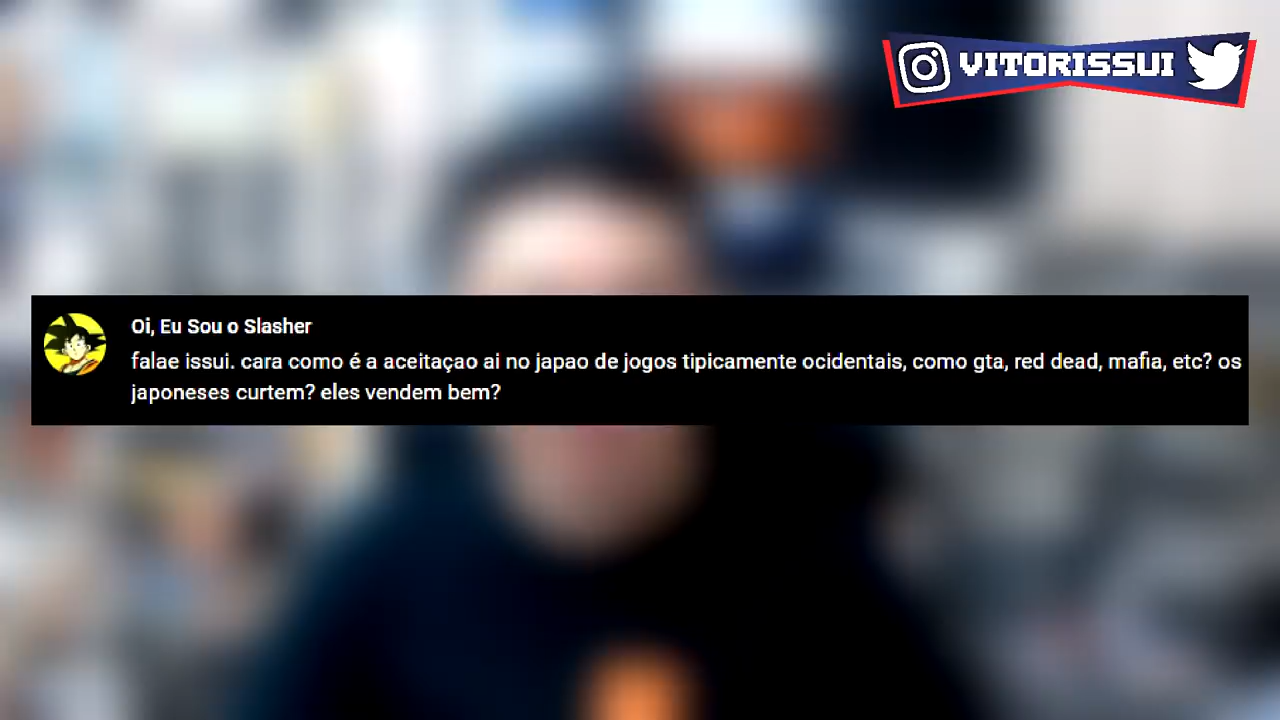 VITORISSUI
Oi, Eu Sou o Slasher
falae issui. cara como é a aceitaçao ai no japao de jogos tipicamente ocidentais, como gta, red dead, mafia, etc? os
japoneses curtem? eles vendem bem?